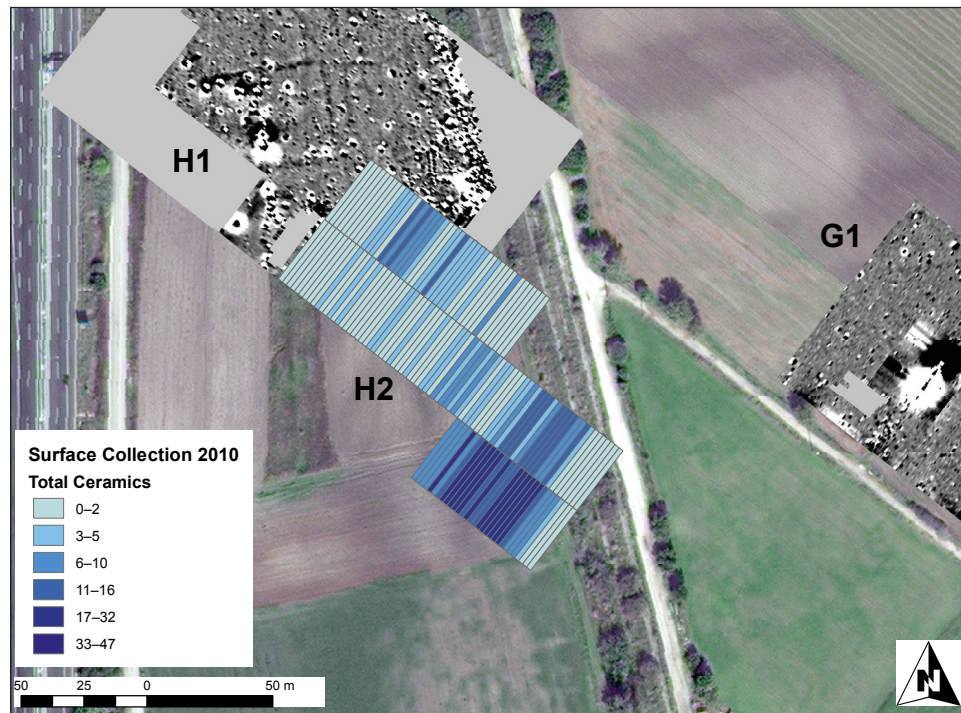 H1
G1
H2
Surface Collection 2010
Total Ceramics
0–2
3–5
6–10
11–16
17–32
33–47
50 25 0 50 m
N